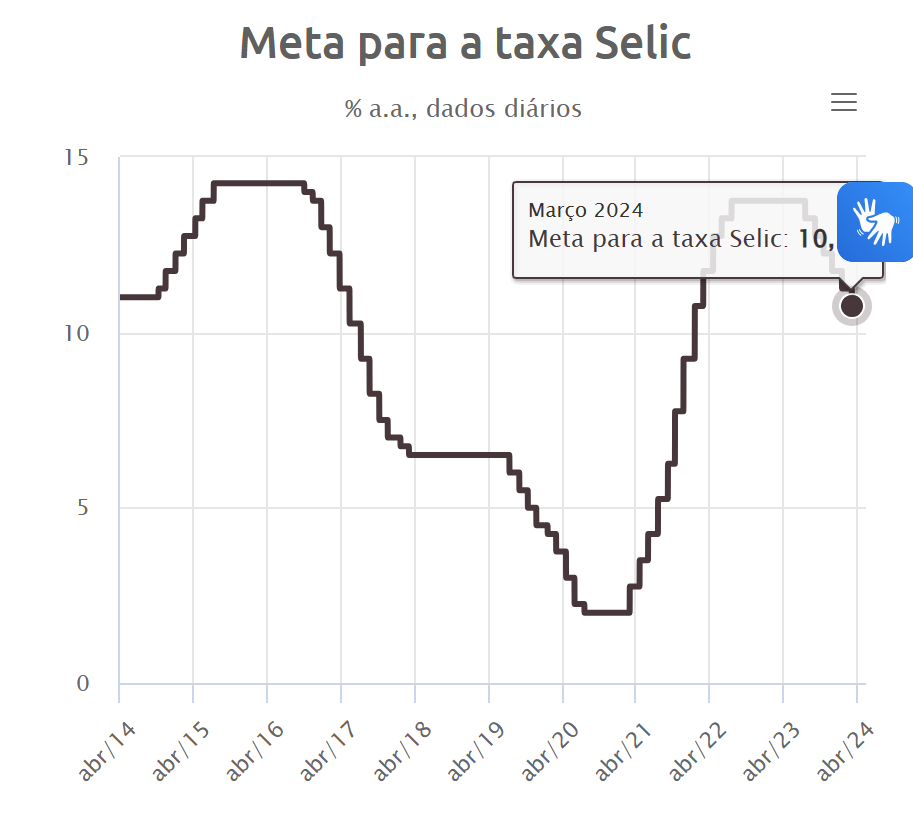 Meta para a taxa Selic
% a.a., dados diários
15
Março 2024
Meta para a taxa Selic: 10,
10
5
0
abr/14 abr/15 abr/16 abr/17 abr/18 abr/19 abr/20 abr/21 abr/22 abr/23 abr/24